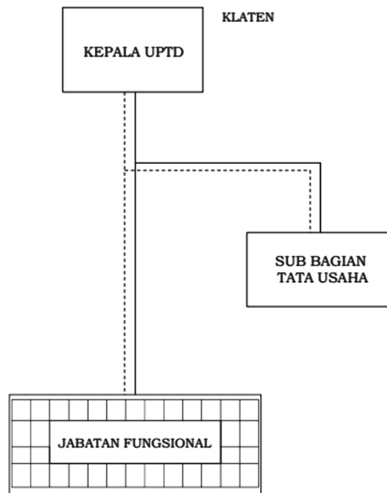 KLATEN
KEPALA UPTD
SUB BAGIAN
TATA USAHA
JABATAN FUNGSIONAL